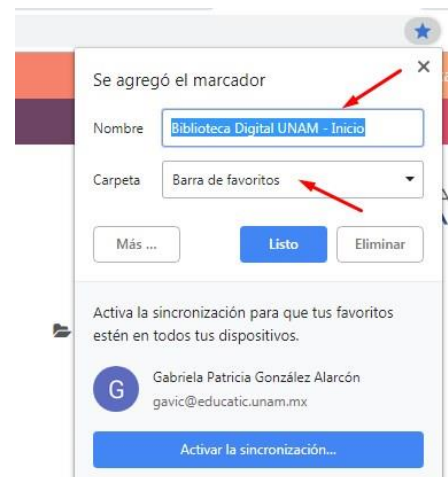 Se agregó el marcador
Nombre Biblioteca Digital UNAM - Inicio
Carpeta Barra de favoritos
Más ... Listo Eliminar
Activa la sincronización para que tus favoritos
estén en todos tus dispositivos.
G
Gabriela Patricia González Alarcón
gavic@educatic.unam.mx
Activar la sincronización...